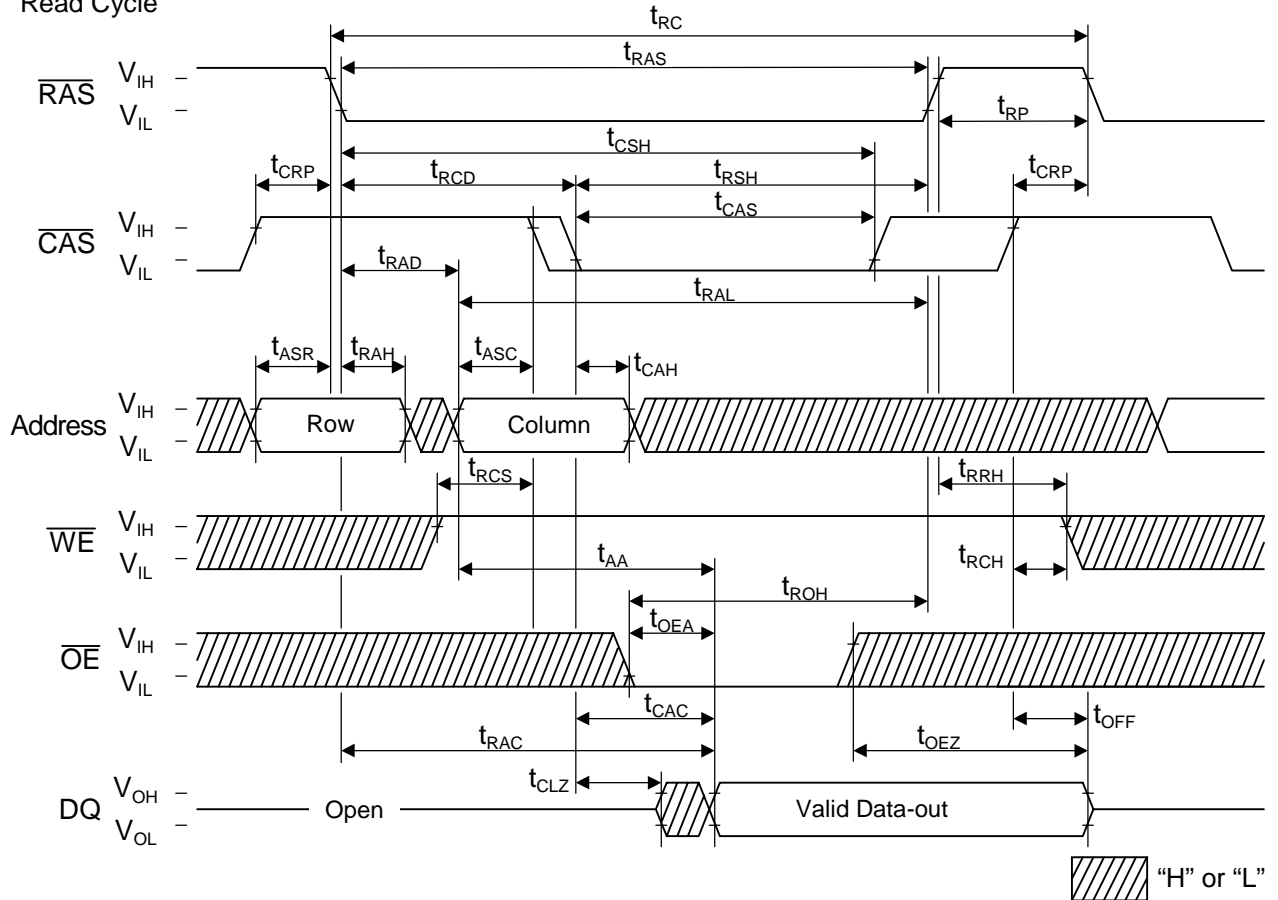 Read Cycle
tRC
tRAS
RAS VIH
VIL
tRP
tCSH
tCRP tRCD tRSH tCRP
tCAS
CAS VIH
VIL
tRAD
tRAL
tASR tRAH tASC tCAH
Address VIH
VIL
Row Column
tRCS tRRH
WE VIH
VIL
tAA tRCH
tROH
tOEA
OE VIH
VIL
tCAC tOFF
tRAC tOEZ
tCLZ
DQ VOH
VOL
Open Valid Data-out
“H” or “L”